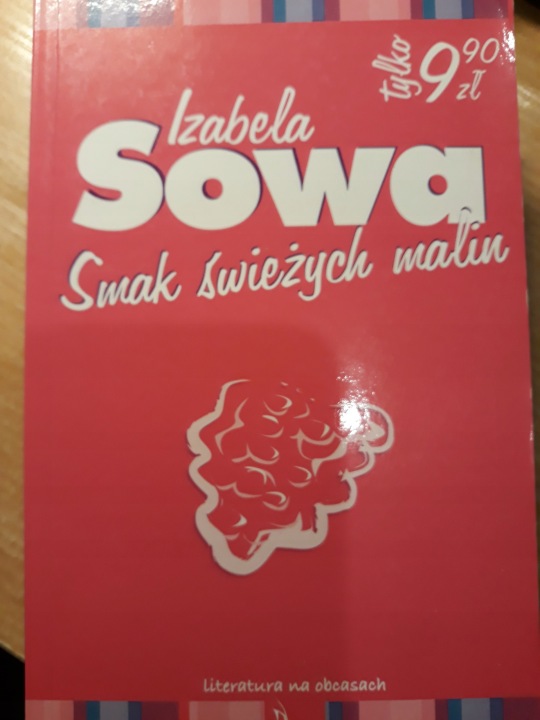 tylko 9 90 zł
Izabela
Sowa
Smak świeżych malin
literatura na obcasach